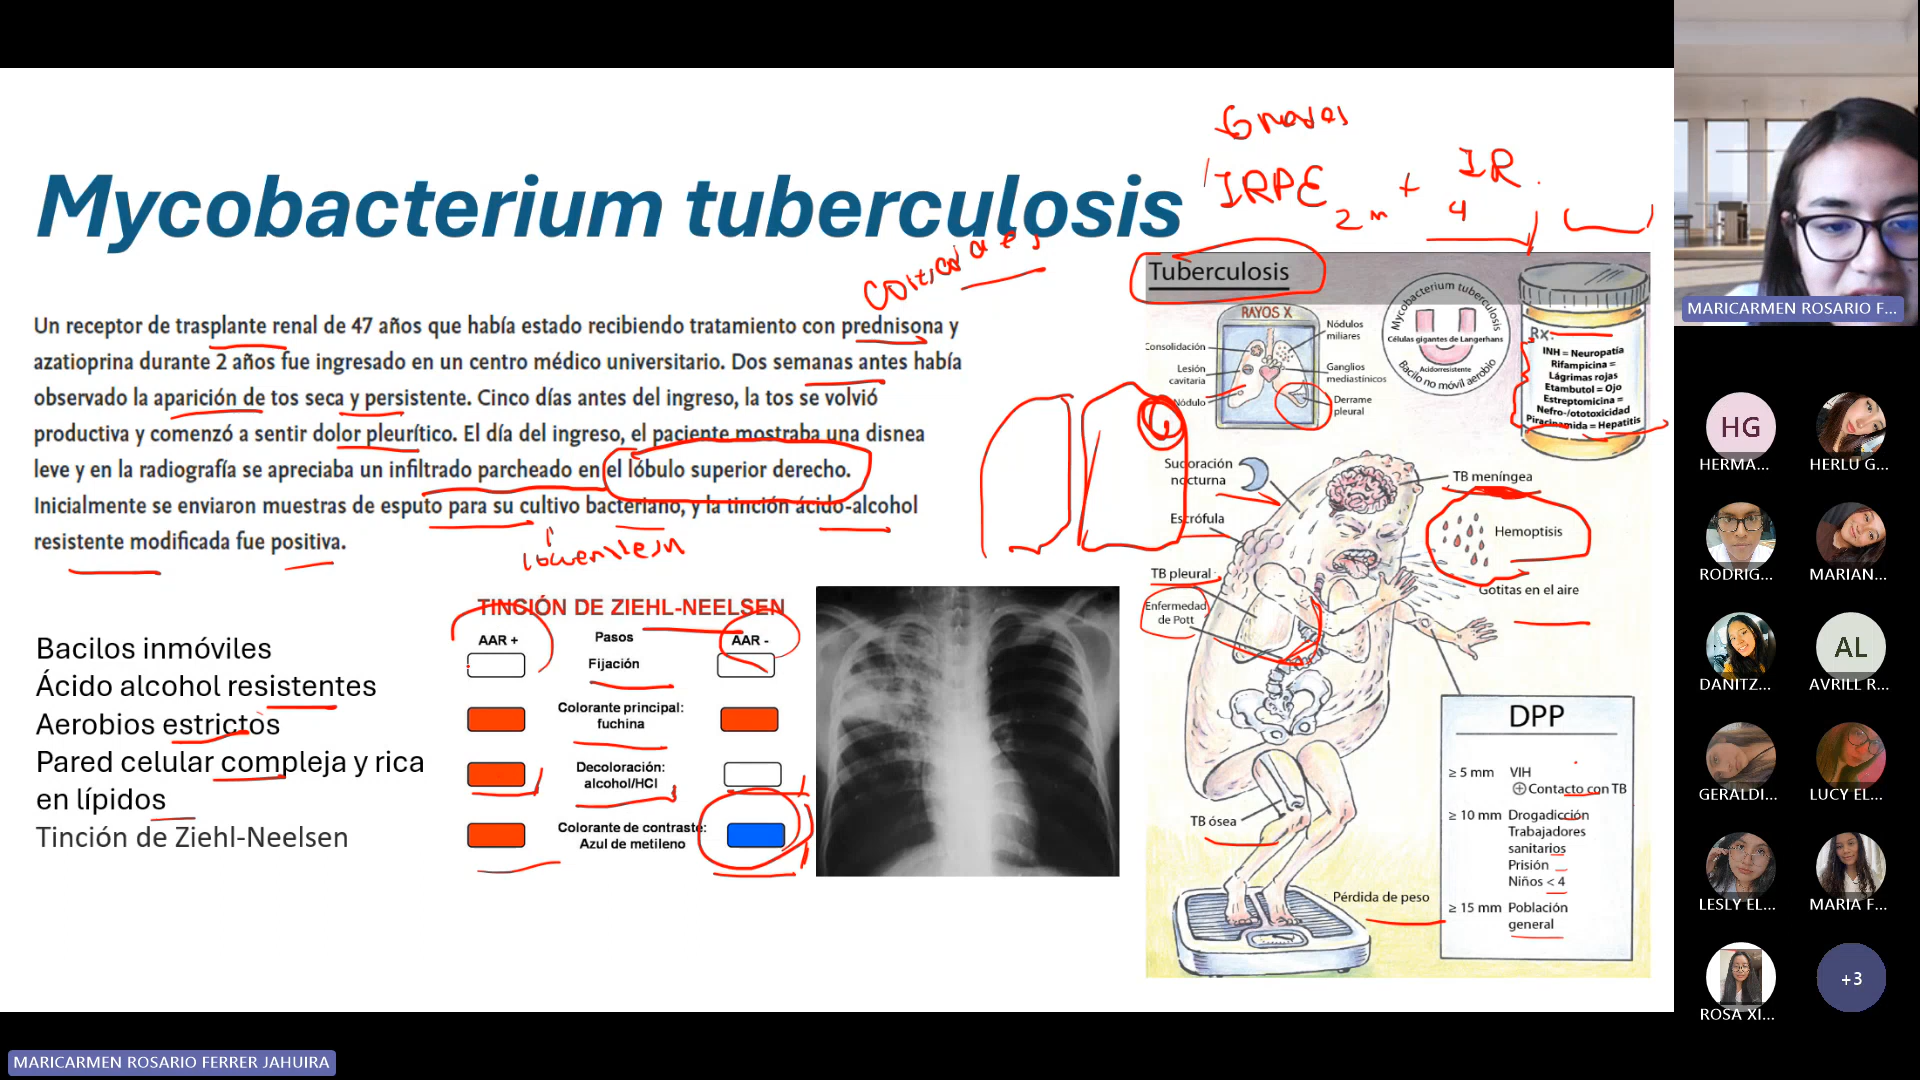 Mycobacterium tuberculosis
6 meses
IRPE 2m + IR 4
corticoides
Un receptor de trasplante renal de 47 años que había estado recibiendo tratamiento con prednisona y
azatioprina durante 2 años fue ingresado en un centro médico universitario. Dos semanas antes había
observado la aparición de tos seca y persistente. Cinco días antes del ingreso, la tos se volvió
productiva y comenzó a sentir dolor pleurítico. El día del ingreso, el paciente mostraba una disnea
leve y en la radiografía se apreciaba un infiltrado parcheado en el lóbulo superior derecho.
Inicialmente se enviaron muestras de esputo para su cultivo bacteriano, y la tinción ácido-alcohol
resistente modificada fue positiva.
lowenstein
Bacilos inmóviles
Ácido alcohol resistentes
Aerobios estrictos
Pared celular compleja y rica
en lípidos
Tinción de Ziehl-Neelsen
TINCIÓN DE ZIEHL-NEELSEN
AAR + Pasos AAR -
Fijación
Colorante principal:
fuchina
Decoloración:
alcohol/HCl
Colorante de contraste:
Azul de metileno
Tuberculosis
RAYOS X
Consolidación
Lesión
cavitaria
Nódulo
Nódulos
miliares
Ganglios
mediastínicos
Derrame
pleural
Mycobacterium tuberculosis
Células gigantes de Langerhans
Acidorresistente
Bacilo no móvil aerobio
RX:
INH = Neuropatía
Rifampicina =
Lágrimas rojas
Etambutol = Ojo
Estreptomicina =
Nefro-/ototoxicidad
Piracinamida = Hepatitis
Sudoración
nocturna
Escrófula
TB pleural
Enfermedad
de Pott
TB meníngea
Hemoptisis
Gotitas en el aire
TB ósea
Pérdida de peso
DPP
≥ 5 mm VIH
⊕ Contacto con TB
≥ 10 mm Drogadicción
Trabajadores
sanitarios
Prisión
Niños < 4
≥ 15 mm Población
general
MARICARMEN ROSARIO F...
HG
HERMA...
HERLU G...
RODRIG...
MARIAN...
DANITZ...
AL
AVRILL R...
GERALDI...
LUCY EL...
LESLY EL...
MARIA F...
ROSA XI...
+3
MARICARMEN ROSARIO FERRER JAHUIRA